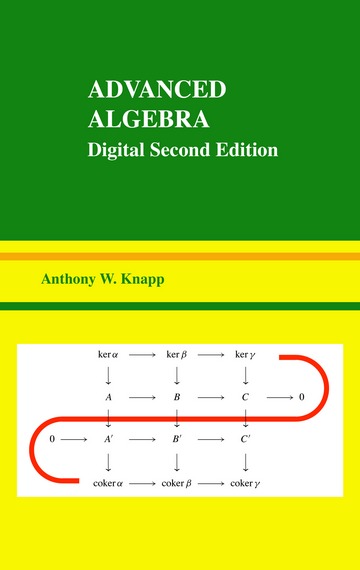 ADVANCED
ALGEBRA
Digital Second Edition
Anthony W. Knapp
ker α ⟶ ker β ⟶ ker γ
A ⟶ B ⟶ C ⟶ 0
0 ⟶ A′ ⟶ B′ ⟶ C′
coker α ⟶ coker β ⟶ coker γ